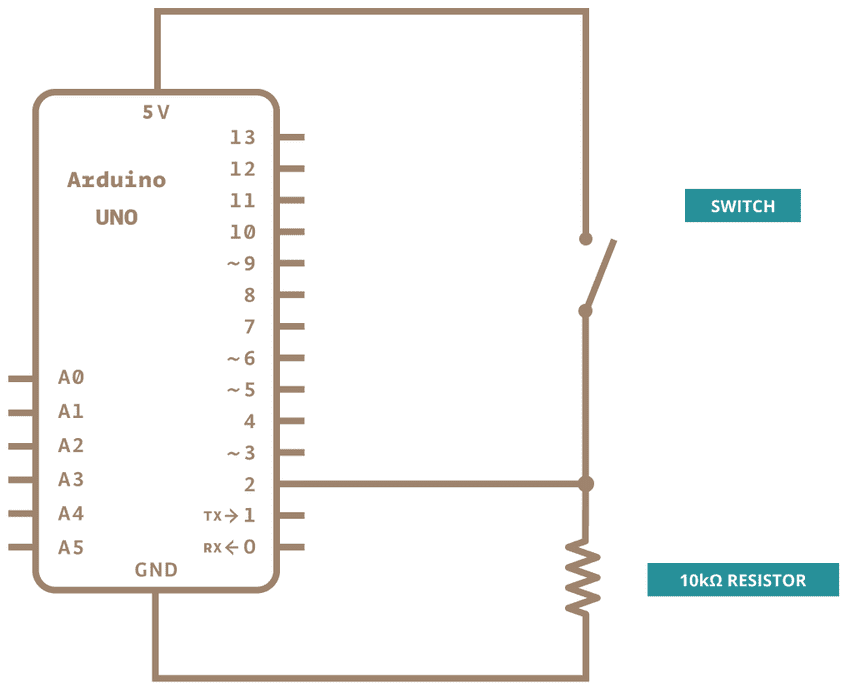 5V
Arduino
UNO
13
12
11
10
~9
8
7
~6
~5
4
~3
2
TX→1
RX←0
A0
A1
A2
A3
A4
A5
GND
SWITCH
10kΩ RESISTOR